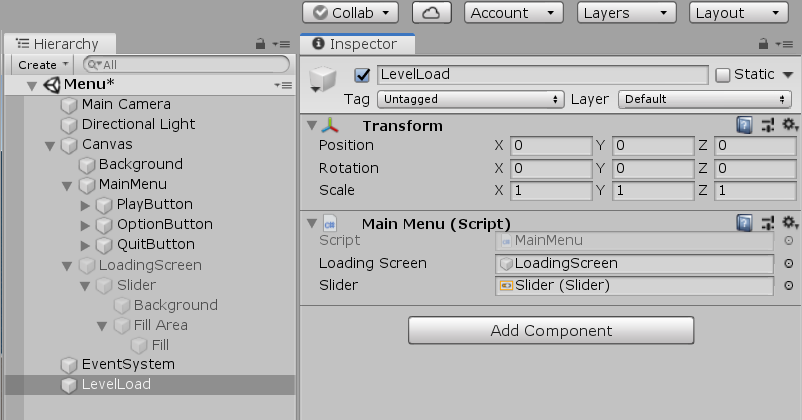 Collab
Account
Layers
Layout
Hierarchy
Create
All
Menu*
Main Camera
Directional Light
Canvas
Background
MainMenu
PlayButton
OptionButton
QuitButton
LoadingScreen
Slider
Background
Fill Area
Fill
EventSystem
LevelLoad
Inspector
LevelLoad
Static
Tag Untagged Layer Default
Transform
Position X 0 Y 0 Z 0
Rotation X 0 Y 0 Z 0
Scale X 1 Y 1 Z 1
Main Menu (Script)
Script MainMenu
Loading Screen LoadingScreen
Slider Slider (Slider)
Add Component